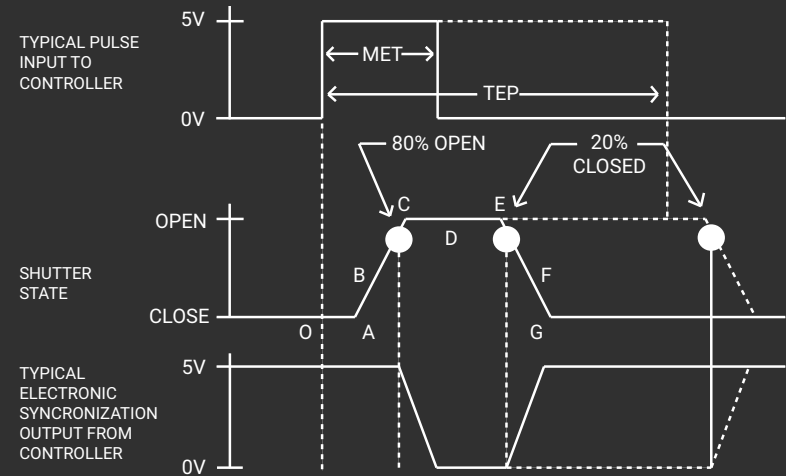 5V
TYPICAL PULSE
INPUT TO
CONTROLLER
MET
TEP
0V
80% OPEN
20%
CLOSED
OPEN
C
E
D
SHUTTER
STATE
B
F
CLOSE
O
A
G
TYPICAL
ELECTRONIC
SYNCRONIZATION
OUTPUT FROM
CONTROLLER
5V
0V